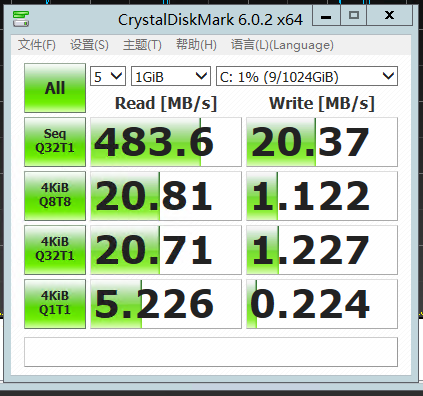 CrystalDiskMark 6.0.2 x64
文件(F) 设置(S) 主题(T) 帮助(H) 语言(L)(Language)
All 5 1GiB C: 1% (9/1024GiB)
Read [MB/s] Write [MB/s]
Seq Q32T1 483.6 20.37
4KiB Q8T8 20.81 1.122
4KiB Q32T1 20.71 1.227
4KiB Q1T1 5.226 0.224